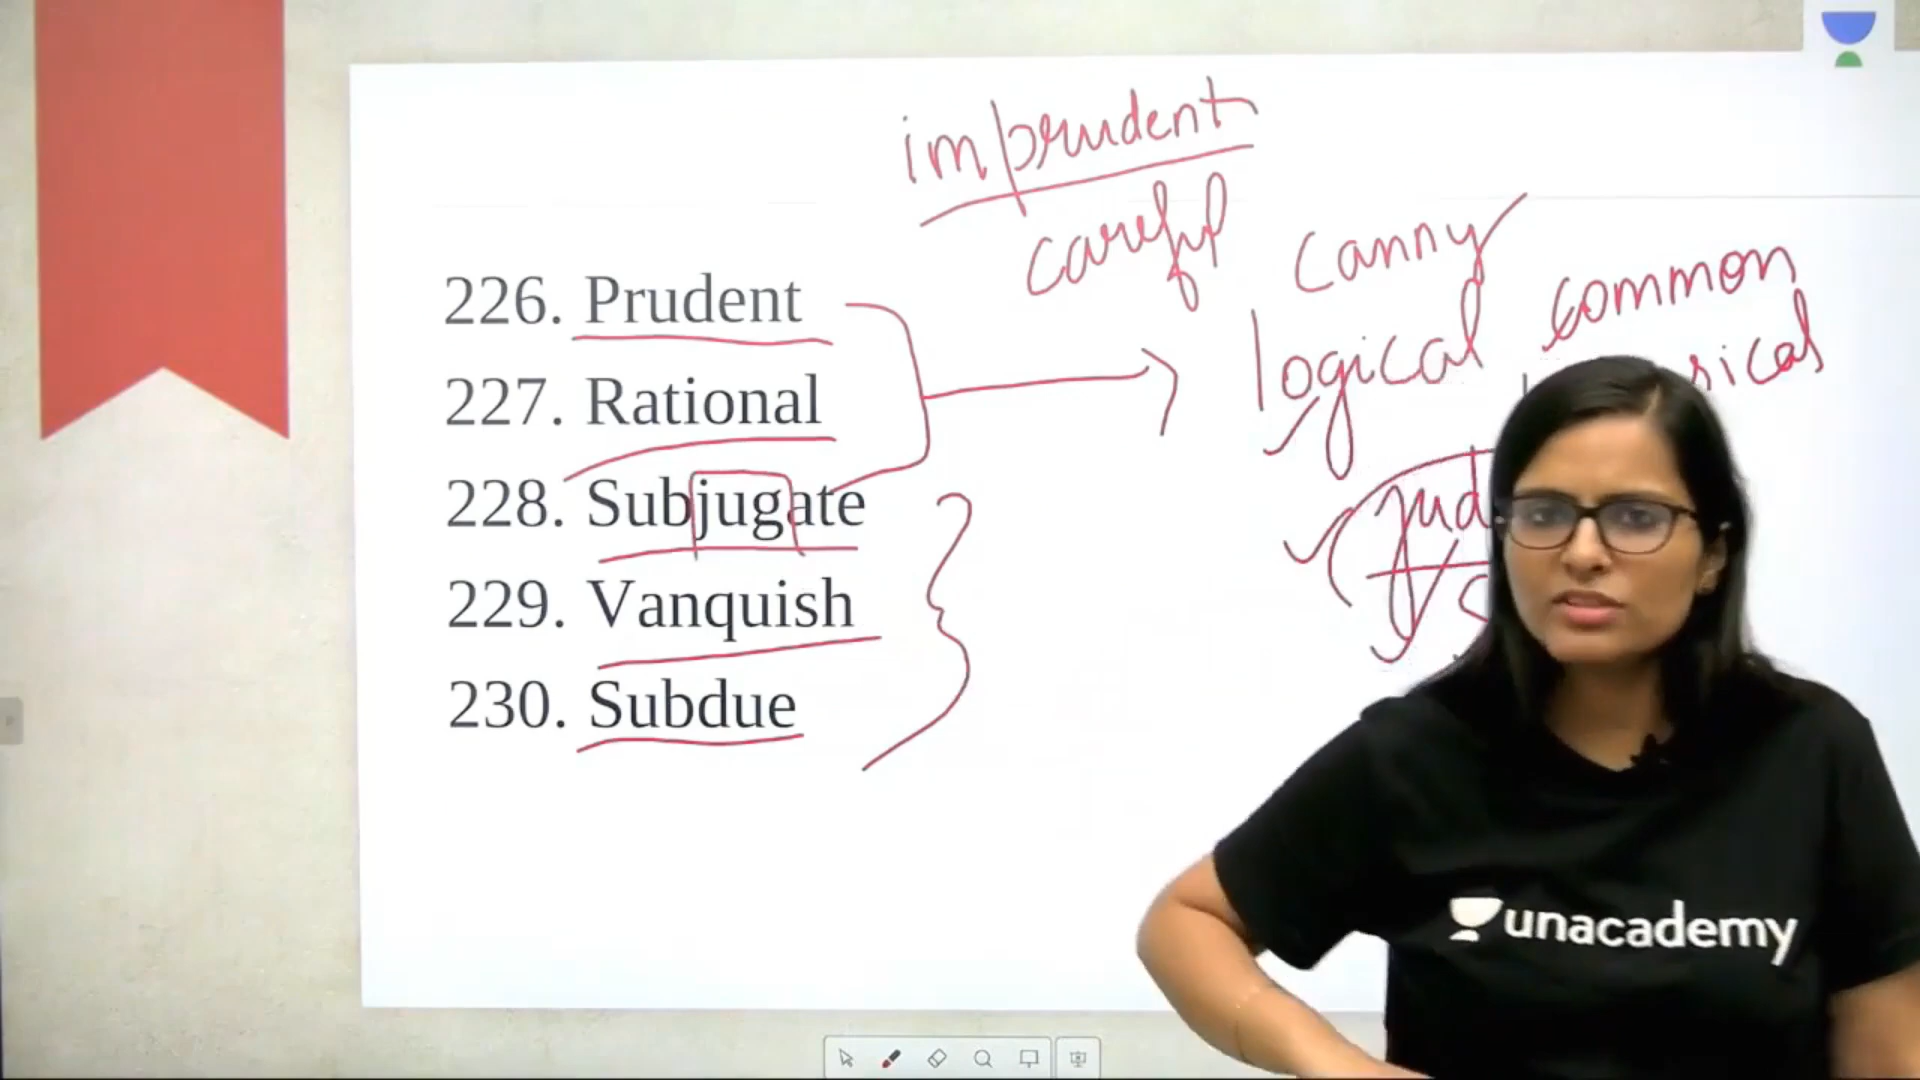 imprudent
careful canny
common
logical
226. Prudent
227. Rational
228. Subjugate
229. Vanquish
230. Subdue
unacademy